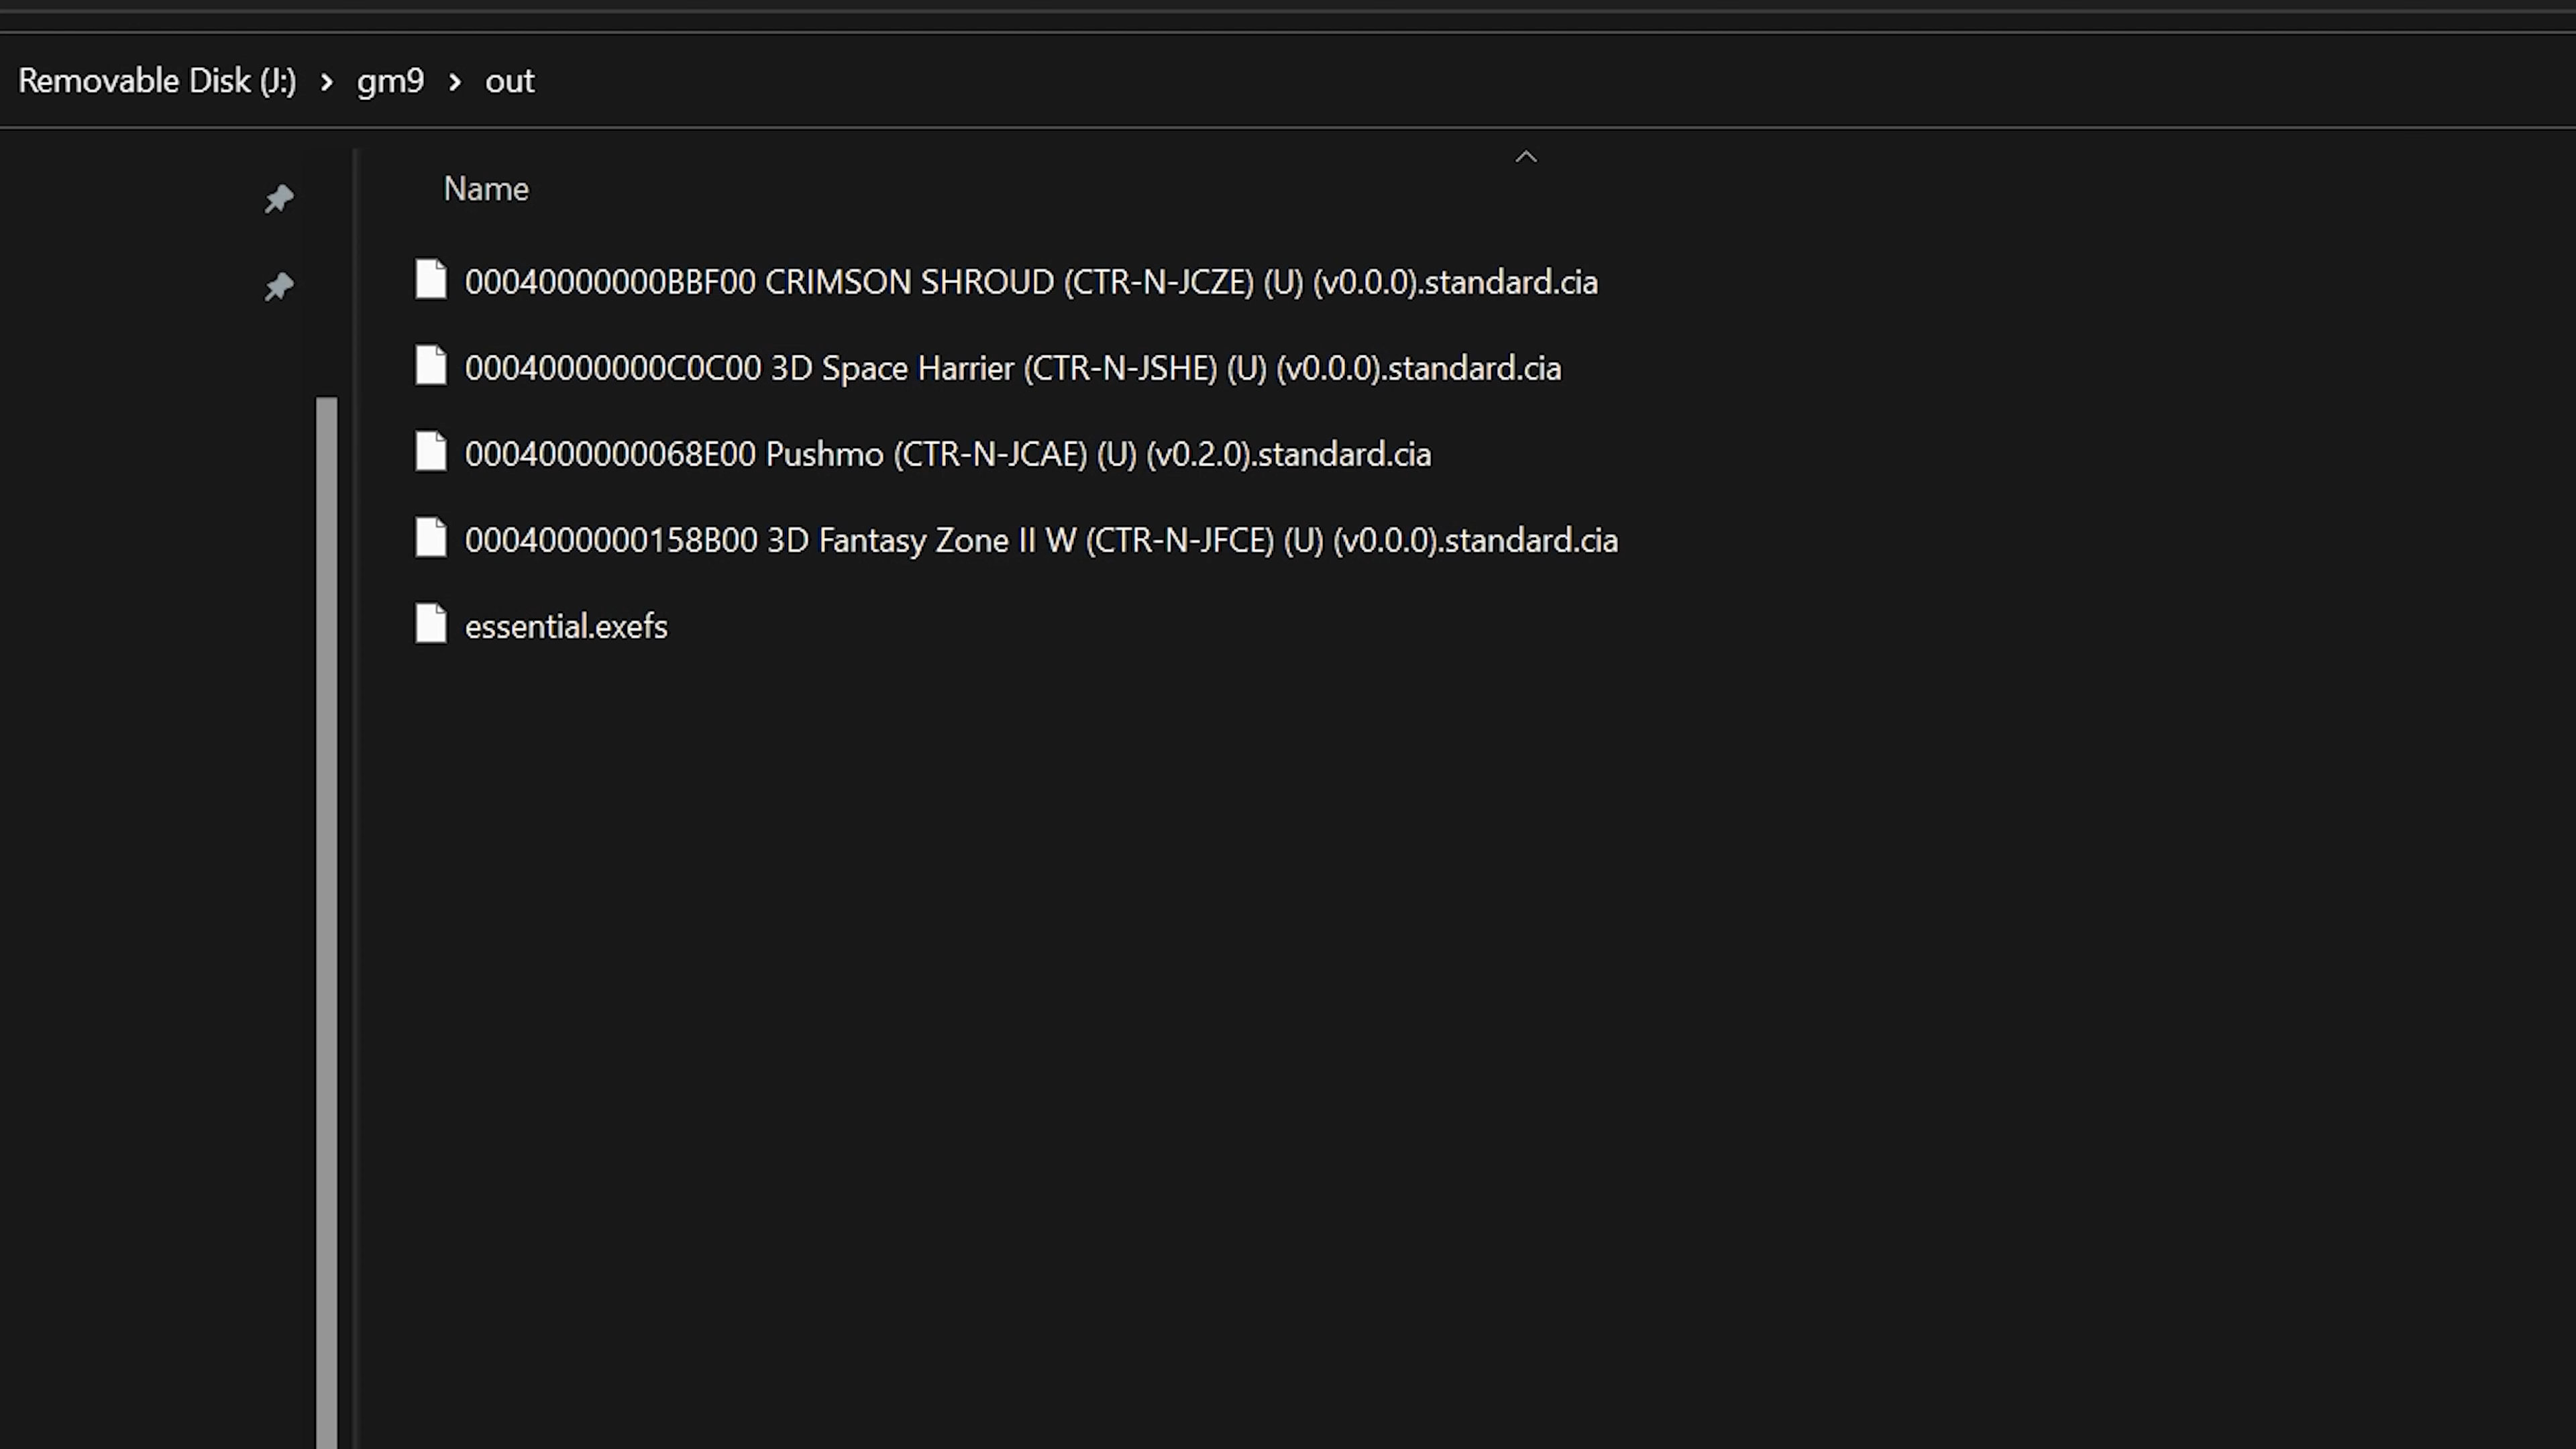 Removable Disk (J:) > gm9 > out
Name
00040000000BBF00 CRIMSON SHROUD (CTR-N-JCZE) (U) (v0.0.0).standard.cia
00040000000C0C00 3D Space Harrier (CTR-N-JSHE) (U) (v0.0.0).standard.cia
0004000000068E00 Pushmo (CTR-N-JCAE) (U) (v0.2.0).standard.cia
0004000000158B00 3D Fantasy Zone II W (CTR-N-JFCE) (U) (v0.0.0).standard.cia
essential.exefs